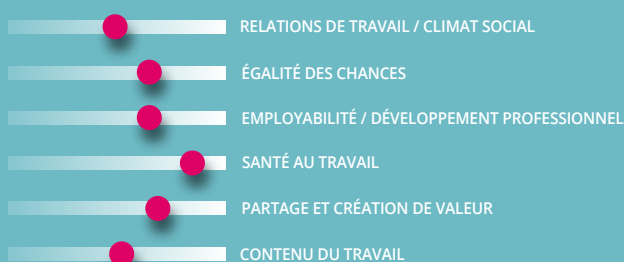 RELATIONS DE TRAVAIL / CLIMAT SOCIAL
ÉGALITÉ DES CHANCES
EMPLOYABILITÉ / DÉVELOPPEMENT PROFESSIONNEL
SANTÉ AU TRAVAIL
PARTAGE ET CRÉATION DE VALEUR
CONTENU DU TRAVAIL